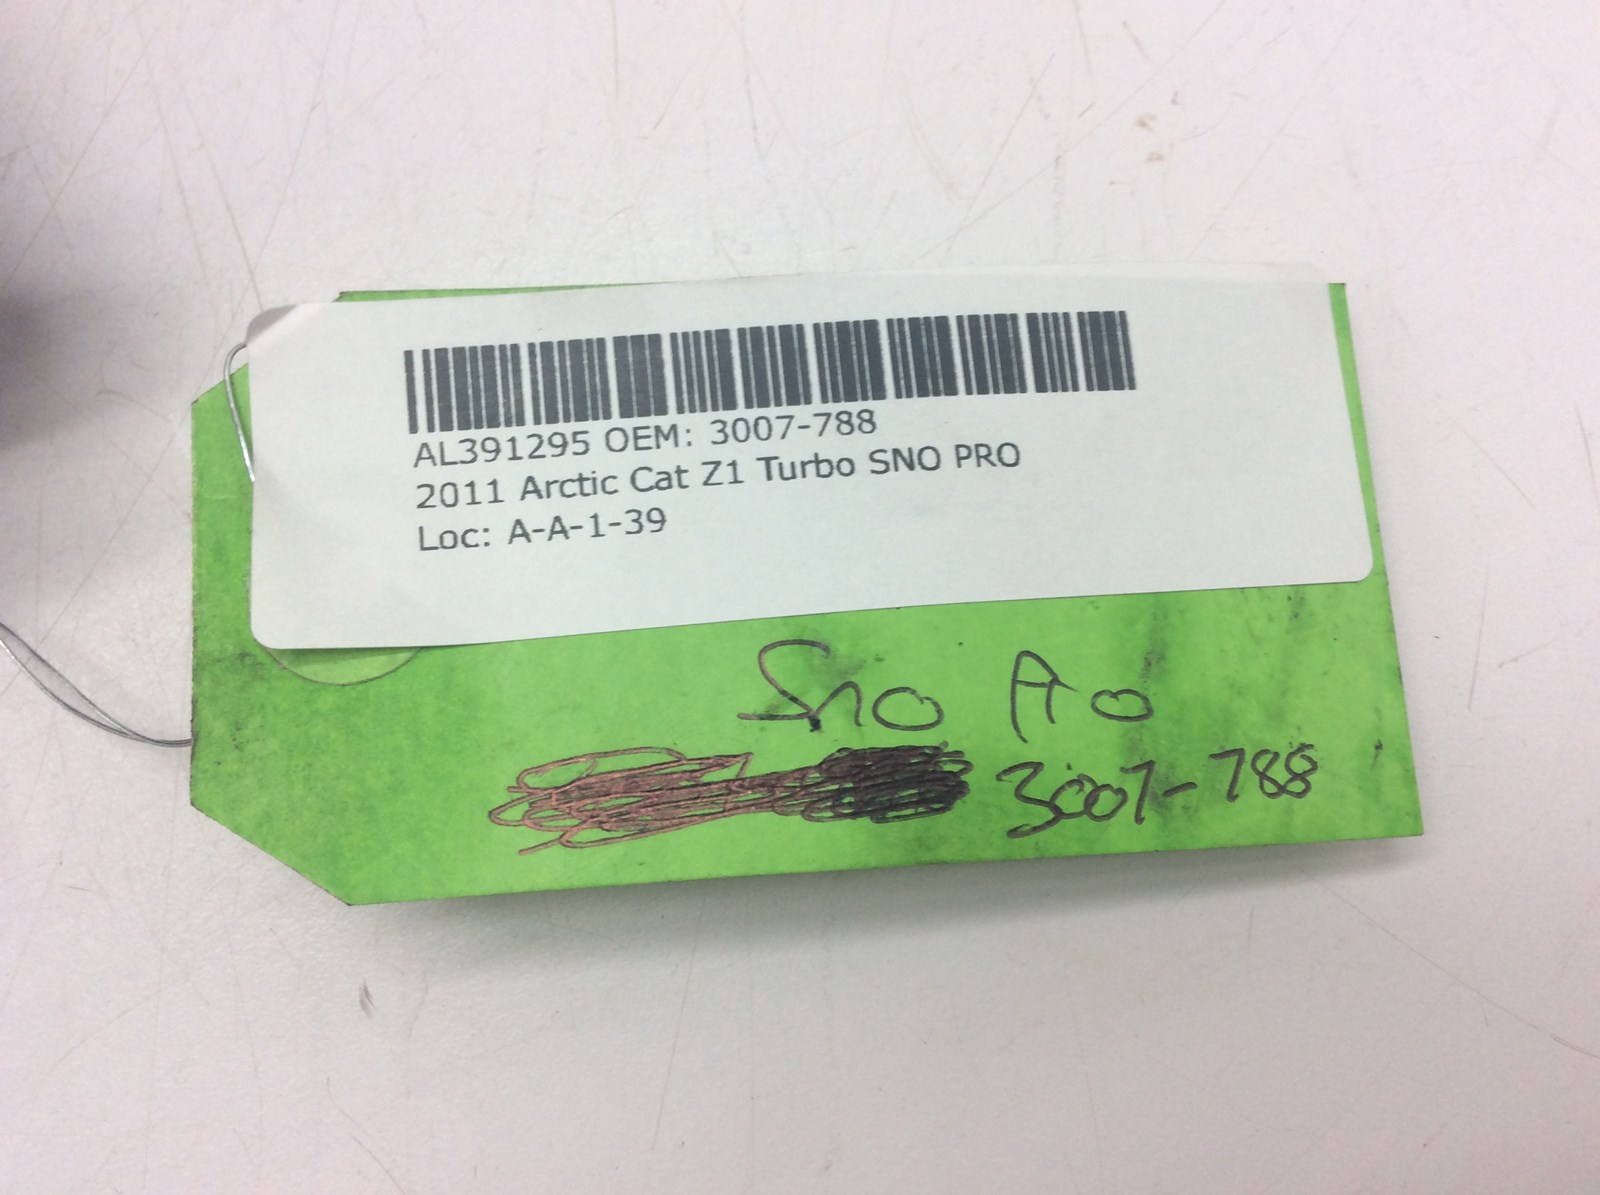 AL391295 OEM: 3007-788
2011 Arctic Cat Z1 Turbo SNO PRO
Loc: A-A-1-39
Sno Pro
3007-788